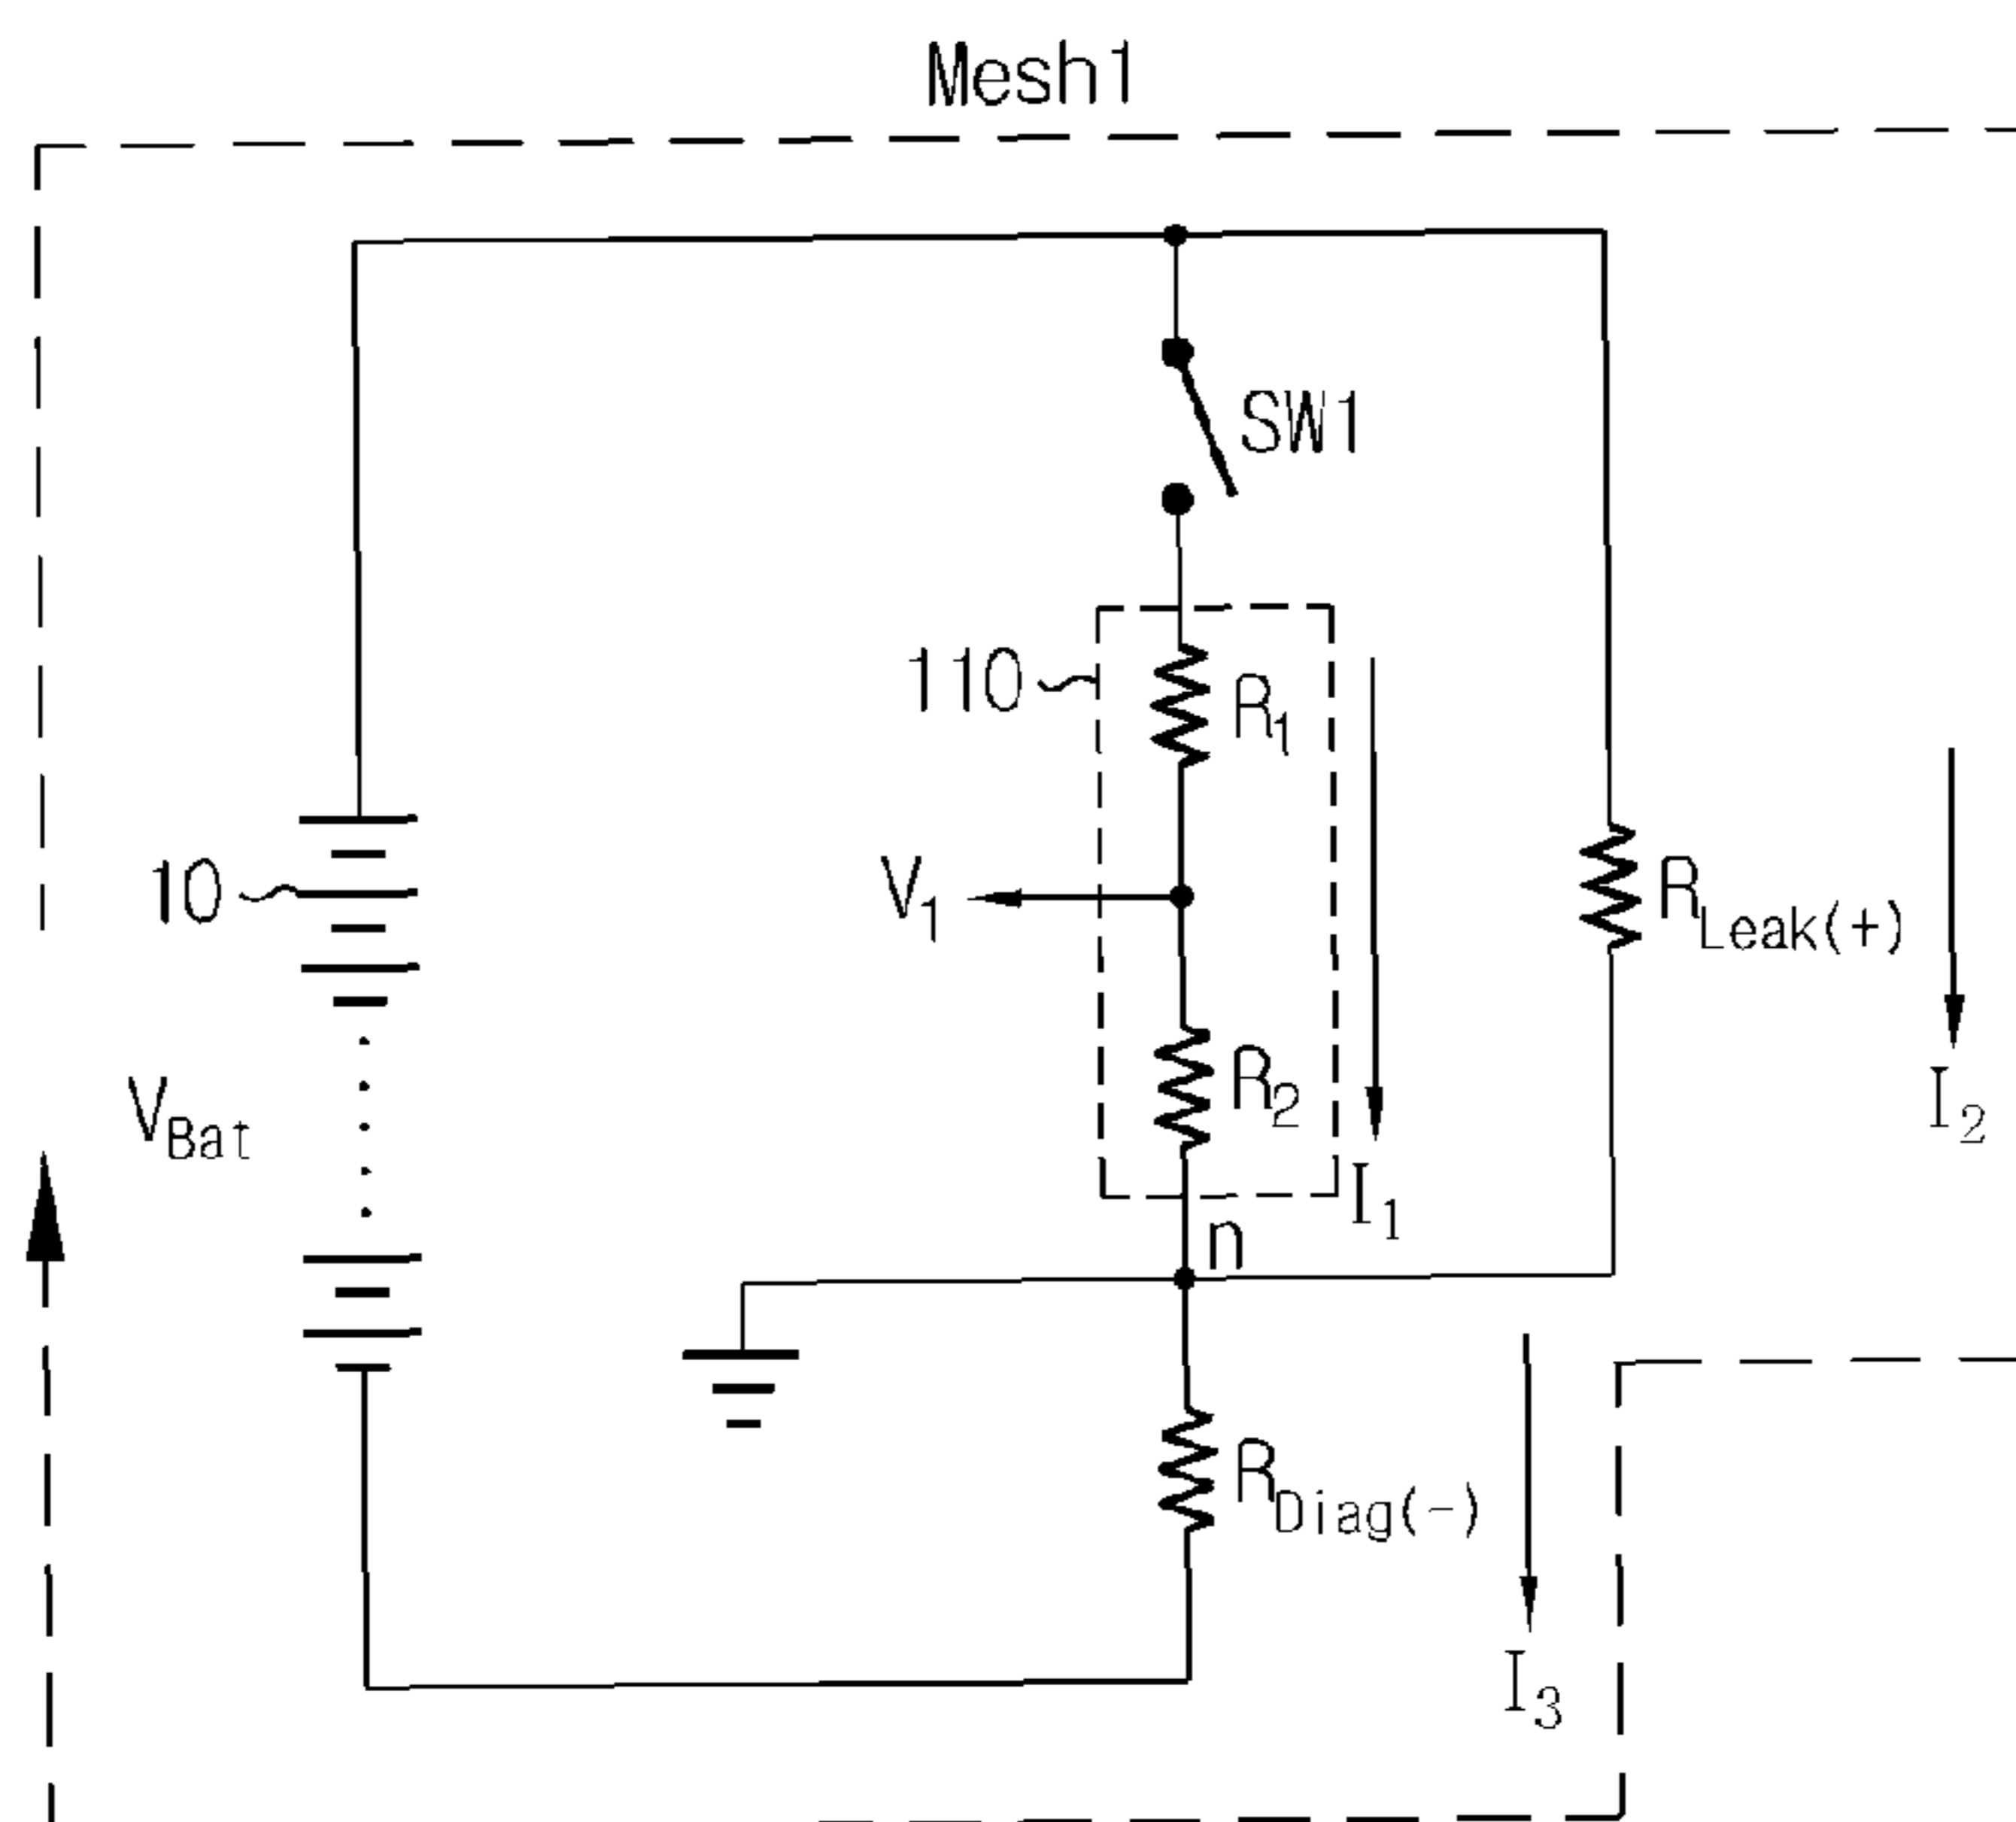 Mesh1
SW1
110
R1
V1
10
RLeak(+)
R2
VBat
I2
I1
n
RDiag(-)
I3